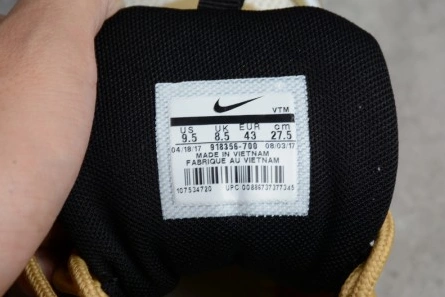 VTM
US UK EUR cm
9.5 8.5 43 27.5
04/18/17 918356-700 08/03/17
MADE IN VIETNAM
FABRIQUE AU VIETNAM
107534720 UPC 00886737377345